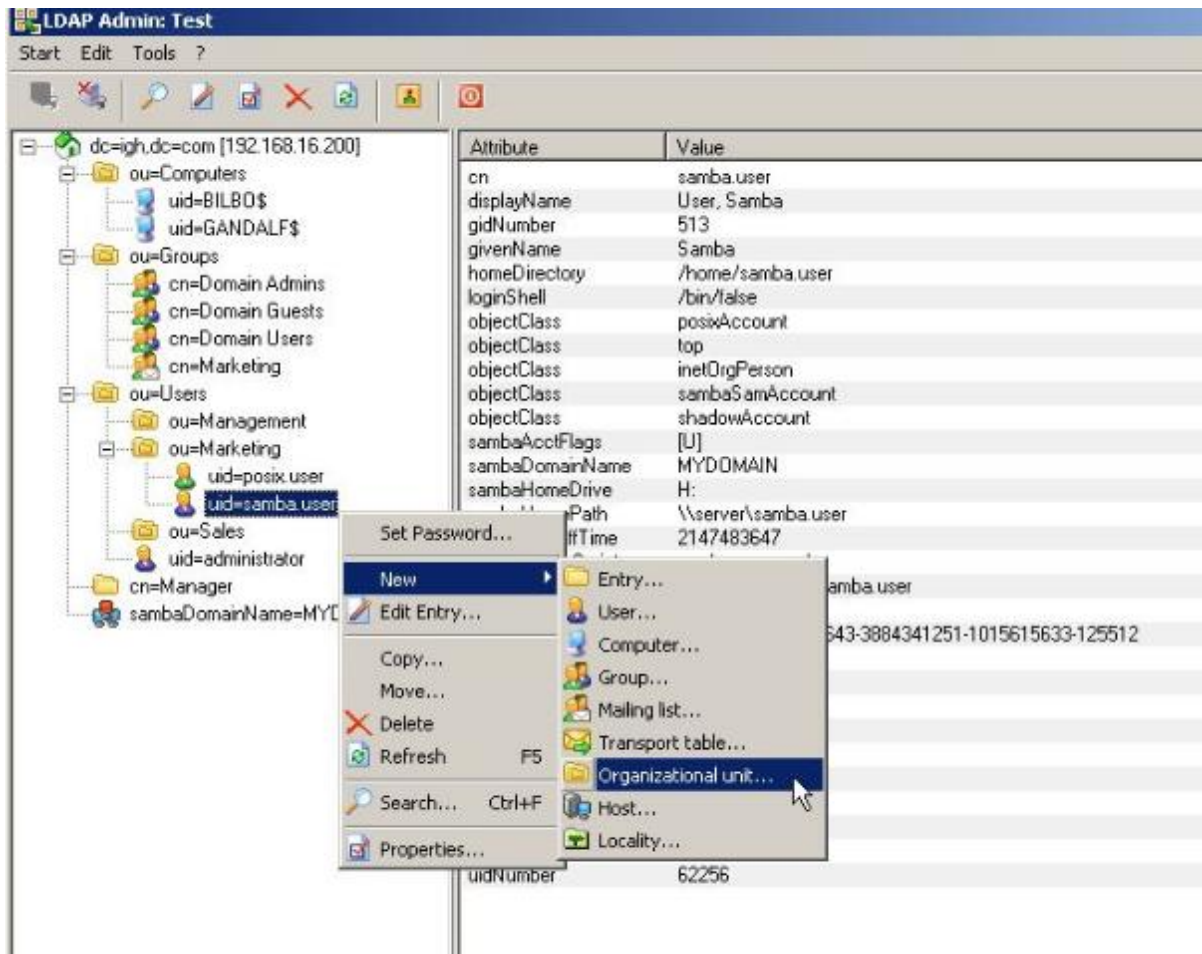 LDAP Admin: Test
Start Edit Tools ?
dc=igh,dc=com [192.168.16.200]
ou=Computers
uid=BILBO$
uid=GANDALF$
ou=Groups
cn=Domain Admins
cn=Domain Guests
cn=Domain Users
cn=Marketing
ou=Users
ou=Management
ou=Marketing
uid=posix.user
uid=samba.user
ou=Sales
uid=administrator
cn=Manager
sambaDomainName=MYD
Attribute Value
cn samba.user
displayName User, Samba
gidNumber 513
givenName Samba
homeDirectory /home/samba.user
loginShell /bin/false
objectClass posixAccount
objectClass top
objectClass inetOrgPerson
objectClass sambaSamAccount
objectClass shadowAccount
sambaAcctFlags [U]
sambaDomainName MYDOMAIN
sambaHomeDrive H:
Path \\server\samba.user
ffTime 2147483647
amba.user
643-3884341251-1015615633-125512
uidNumber 62256
Set Password...
New
Edit Entry...
Copy...
Move...
Delete
Refresh F5
Search... Ctrl+F
Properties...
Entry...
User...
Computer...
Group...
Mailing list...
Transport table...
Organizational unit...
Host...
Locality...